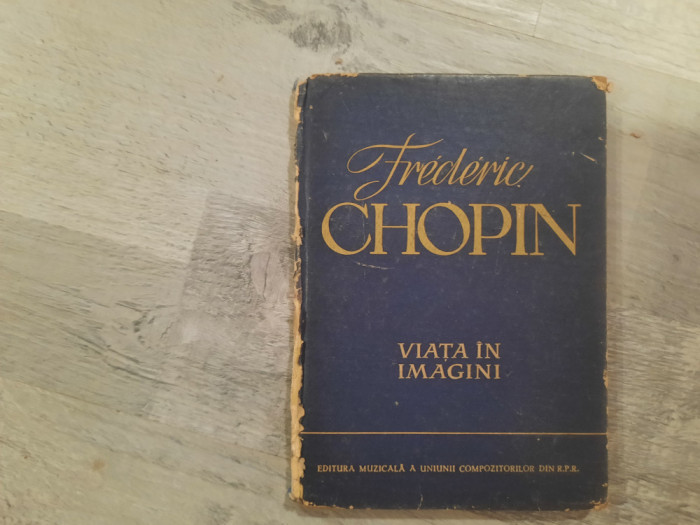 Frédéric
CHOPIN
VIAȚA ÎN
IMAGINI
EDITURA MUZICALĂ A UNIUNII COMPOZITORILOR DIN R.P.R.